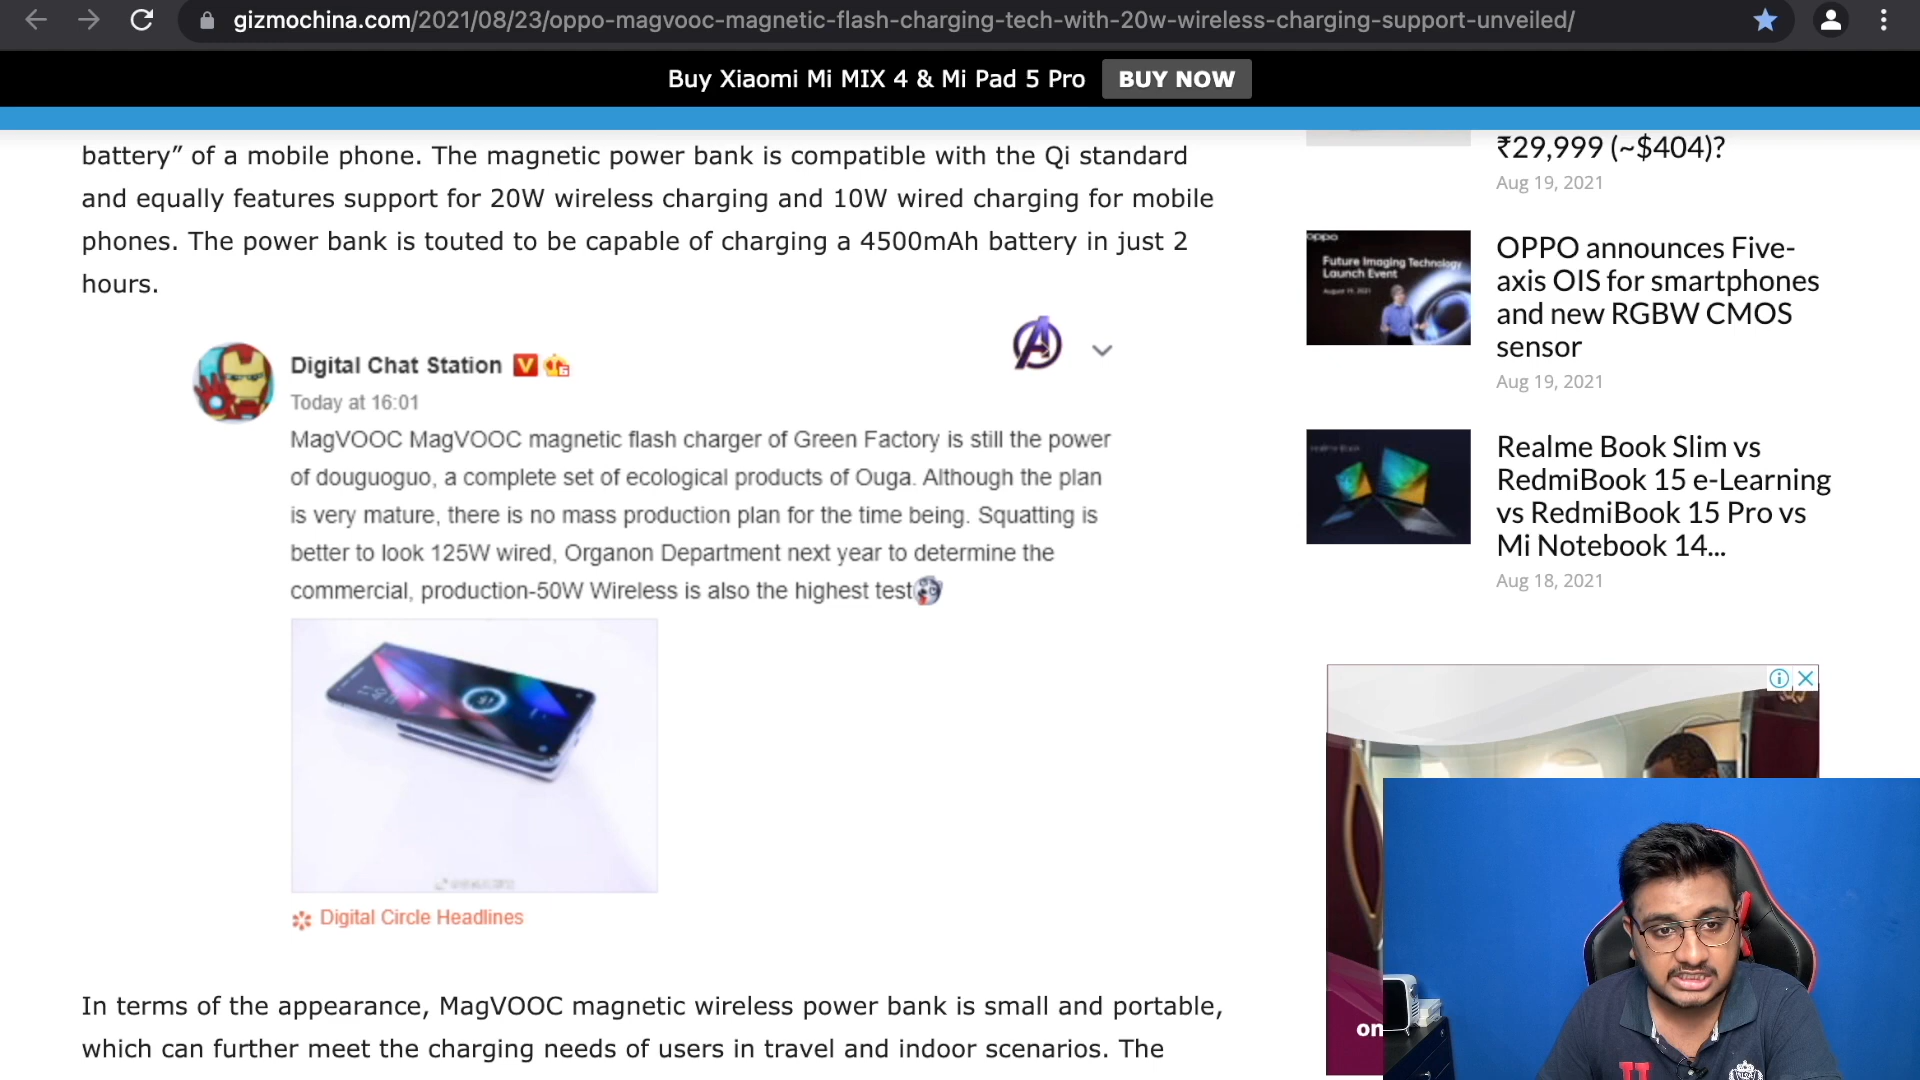 gizmochina.com/2021/08/23/oppo-magvooc-magnetic-flash-charging-tech-with-20w-wireless-charging-support-unveiled/
Buy Xiaomi Mi MIX 4 & Mi Pad 5 Pro BUY NOW
battery” of a mobile phone. The magnetic power bank is compatible with the Qi standard
and equally features support for 20W wireless charging and 10W wired charging for mobile
phones. The power bank is touted to be capable of charging a 4500mAh battery in just 2
hours.
Digital Chat Station
Today at 16:01
MagVOOC MagVOOC magnetic flash charger of Green Factory is still the power
of douguoguo, a complete set of ecological products of Ouga. Although the plan
is very mature, there is no mass production plan for the time being. Squatting is
better to look 125W wired, Organon Department next year to determine the
commercial, production-50W Wireless is also the highest test
Digital Circle Headlines
In terms of the appearance, MagVOOC magnetic wireless power bank is small and portable,
which can further meet the charging needs of users in travel and indoor scenarios. The
₹29,999 (~$404)?
Aug 19, 2021
oppo
Future Imaging Technology
Launch Event
August 19, 2021
OPPO announces Five-
axis OIS for smartphones
and new RGBW CMOS
sensor
Aug 19, 2021
Realme Book Slim vs
RedmiBook 15 e-Learning
vs RedmiBook 15 Pro vs
Mi Notebook 14...
Aug 18, 2021
on